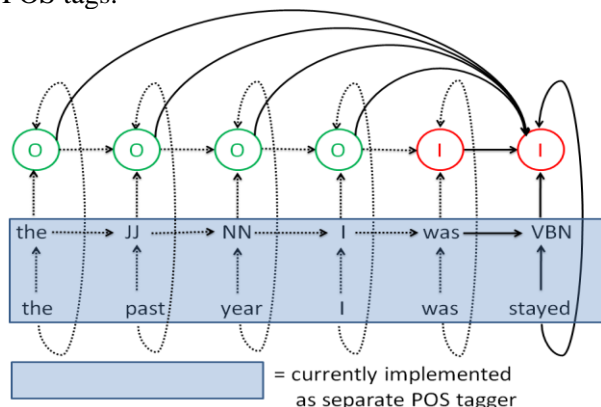 POS tags.
O O O O I I
the JJ NN I was VBN
the past year I was stayed
= currently implemented
as separate POS tagger